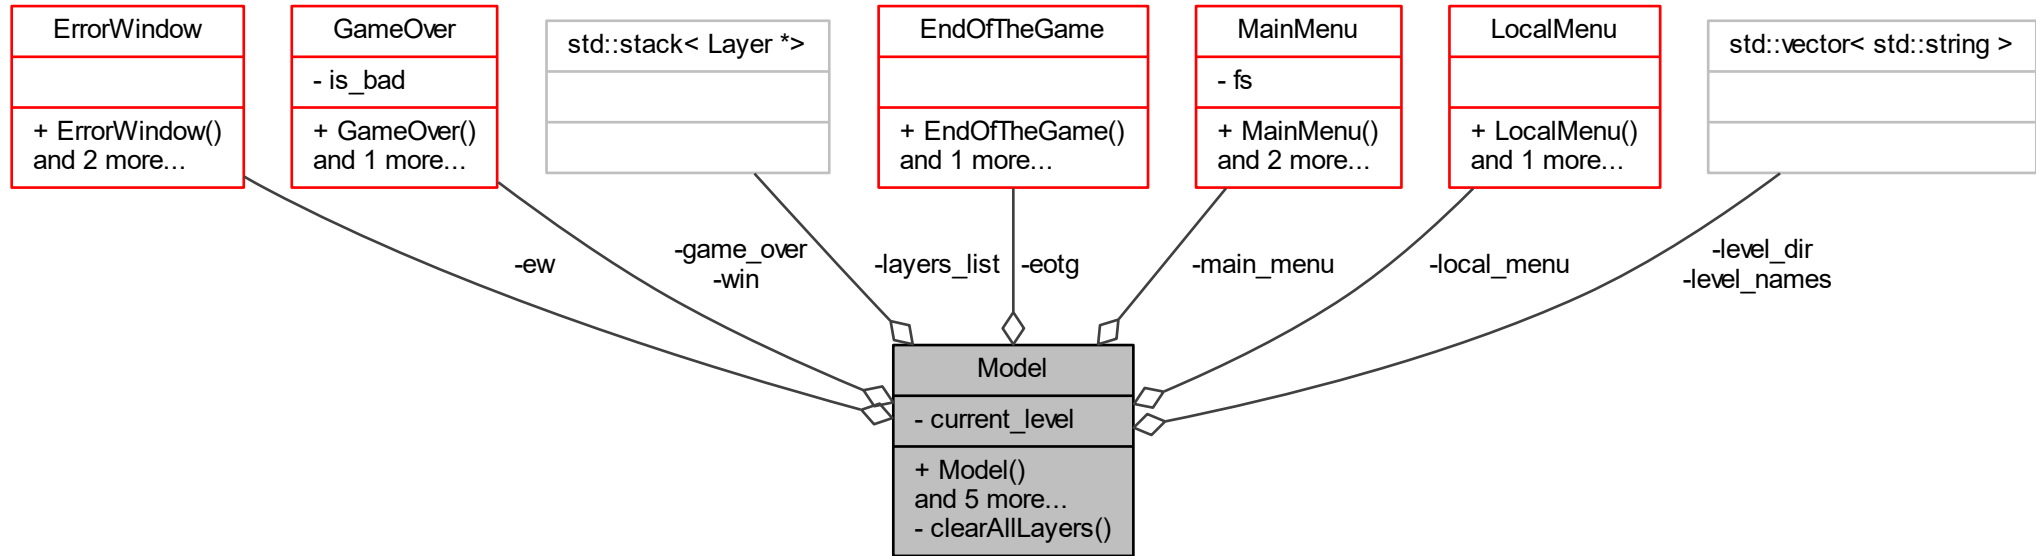 ErrorWindow
+ ErrorWindow()
and 2 more...
GameOver
- is_bad
+ GameOver()
and 1 more...
std::stack< Layer *>
EndOfTheGame
+ EndOfTheGame()
and 1 more...
MainMenu
- fs
+ MainMenu()
and 2 more...
LocalMenu
+ LocalMenu()
and 1 more...
std::vector< std::string >
-ew
-game_over
-win
-layers_list
-eotg
-main_menu
-local_menu
-level_dir
-level_names
Model
- current_level
+ Model()
and 5 more...
- clearAllLayers()